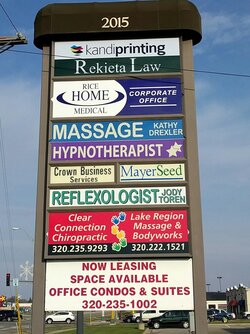 2015
kandiprinting
Rekieta Law
RICE
HOME
MEDICAL
CORPORATE
OFFICE
MASSAGE KATHY DREXLER
HYPNOTHERAPIST
Crown Business
Services
MayerSeed
REFLEXOLOGIST JODY TOREN
Clear
Connection
Chiropractic
320.235.9293
Lake Region
Massage &
Bodyworks
320.222.1521
NOW LEASING
SPACE AVAILABLE
OFFICE CONDOS & SUITES
320-235-1002